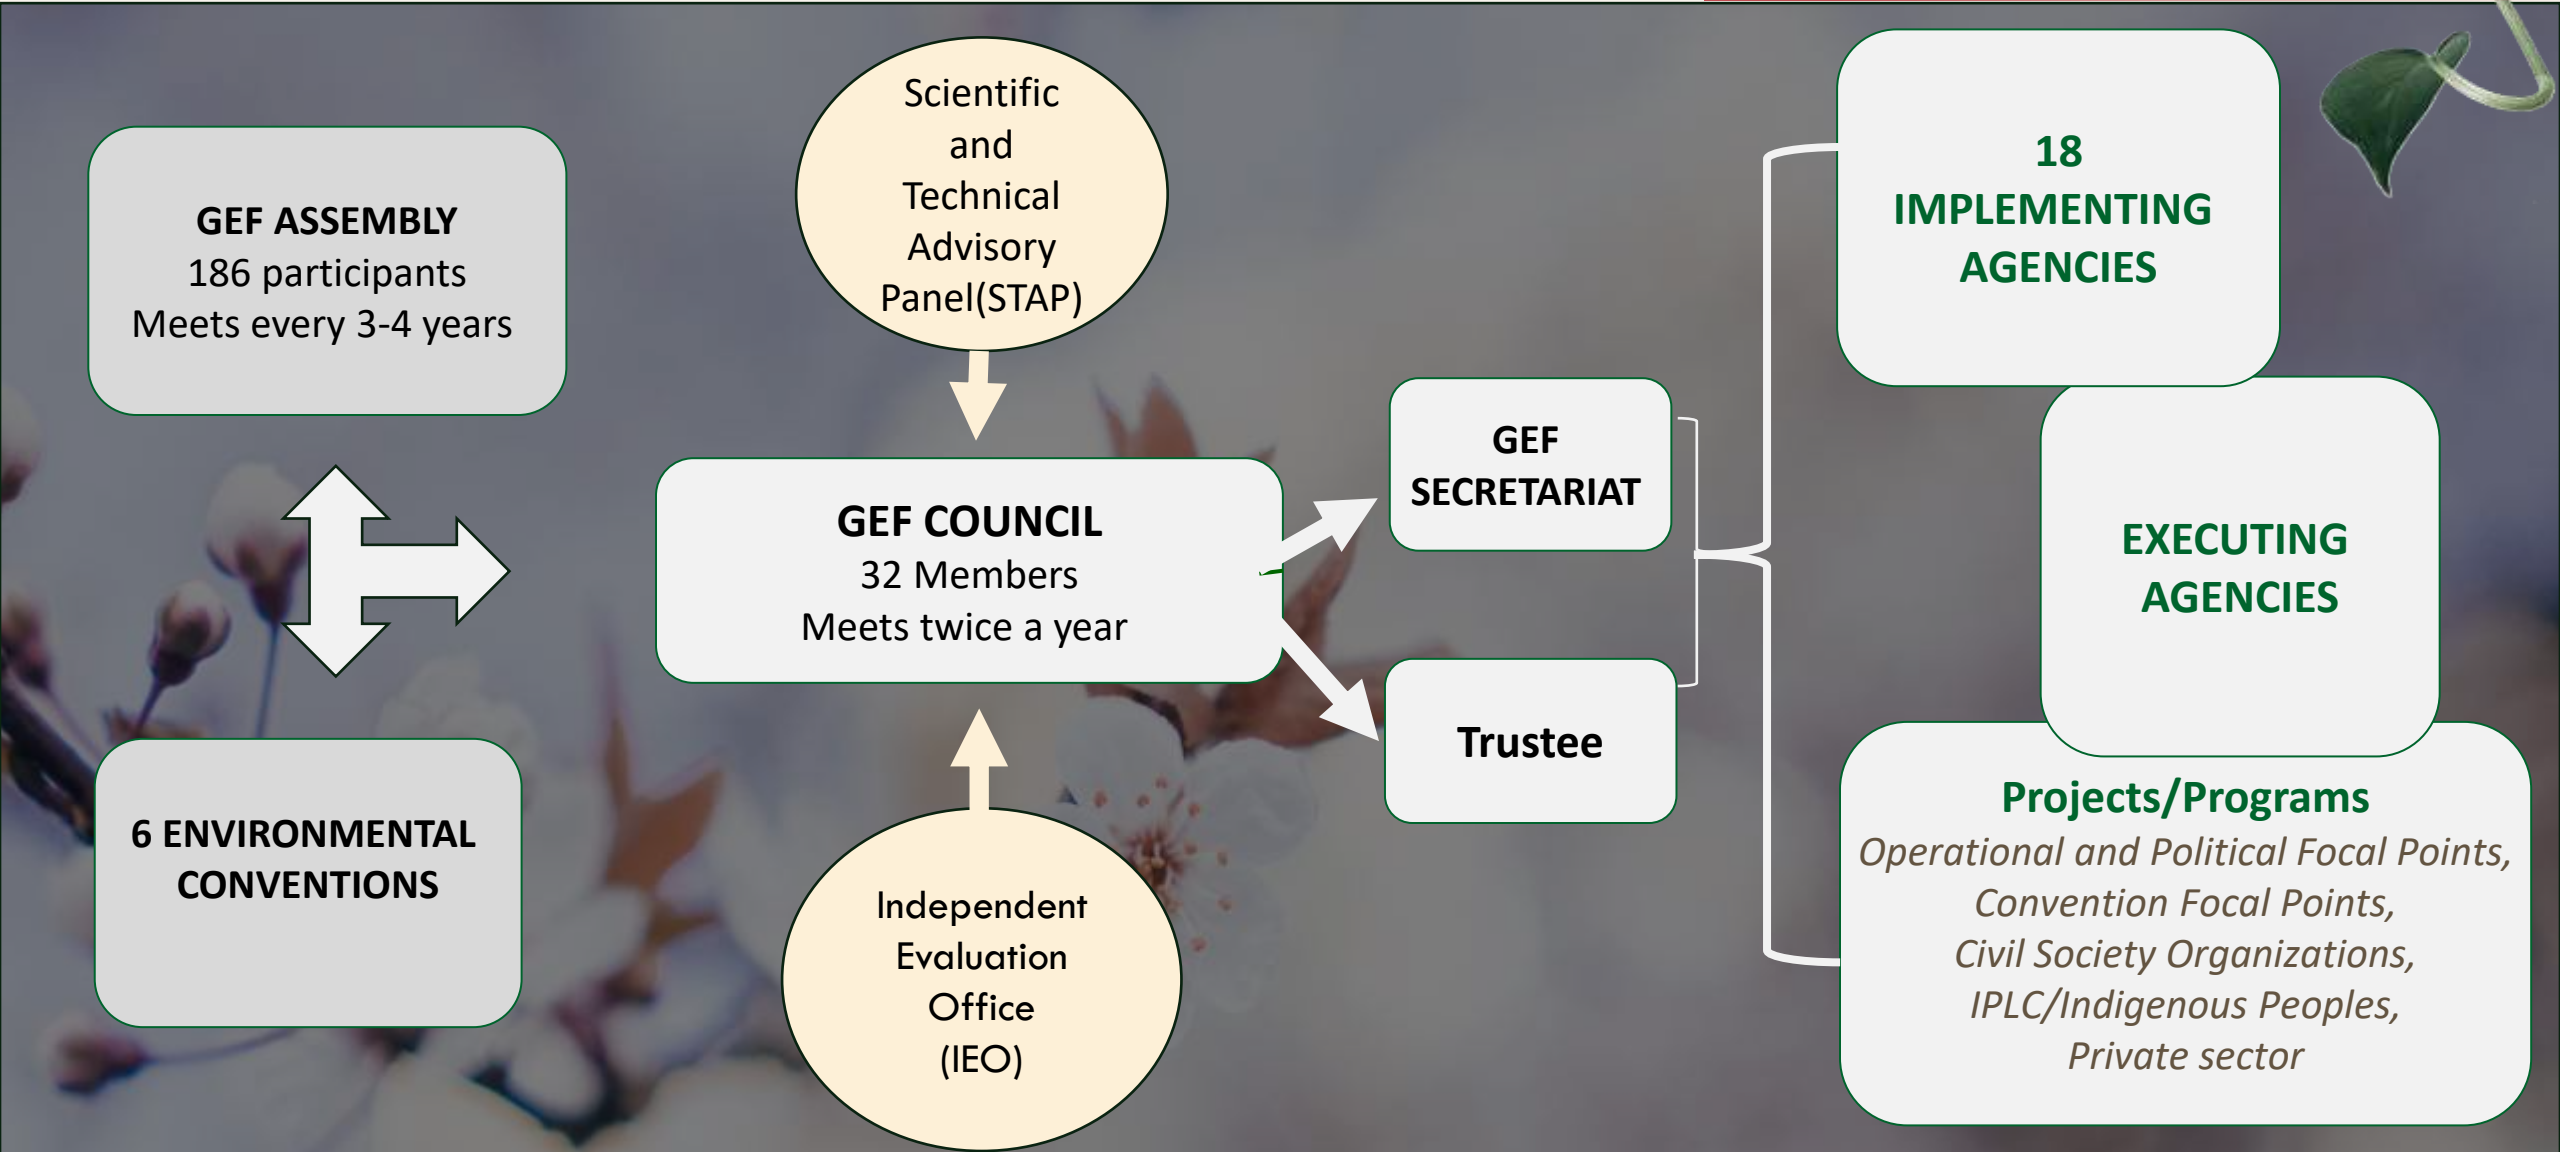 GEF ASSEMBLY
186 participants
Meets every 3-4 years
6 ENVIRONMENTAL
CONVENTIONS
Scientific
and
Technical
Advisory
Panel(STAP)
GEF COUNCIL
32 Members
Meets twice a year
Independent
Evaluation
Office
(IEO)
GEF
SECRETARIAT
Trustee
18
IMPLEMENTING
AGENCIES
EXECUTING
AGENCIES
Projects/Programs
Operational and Political Focal Points,
Convention Focal Points,
Civil Society Organizations,
IPLC/Indigenous Peoples,
Private sector